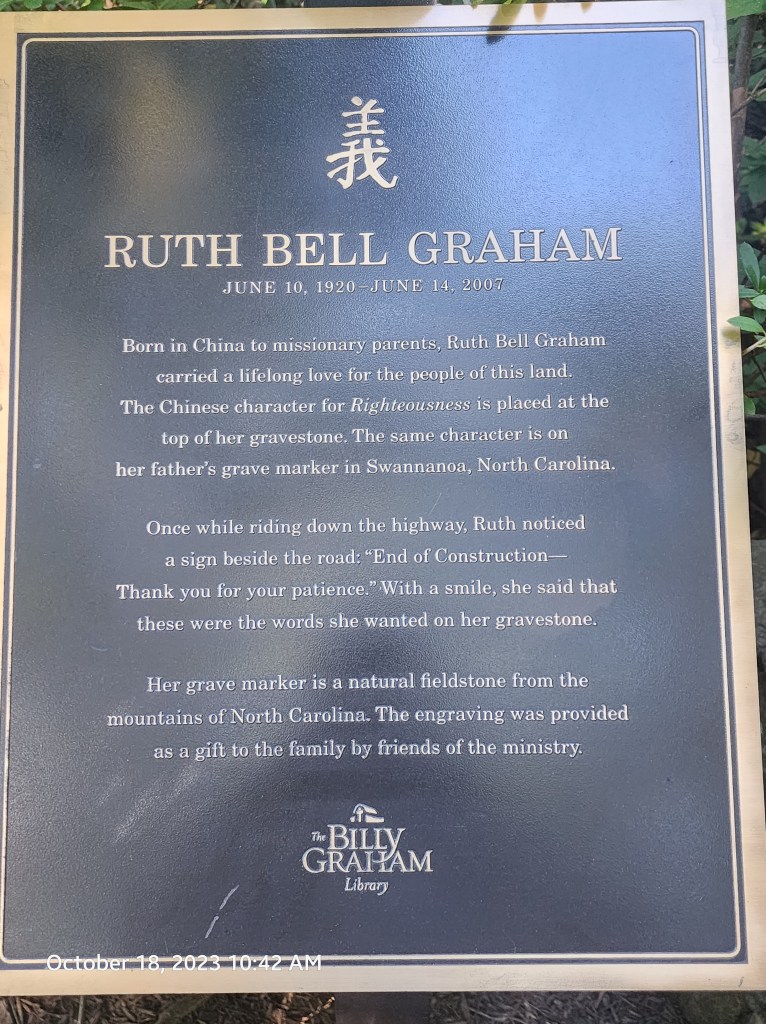 義
RUTH BELL GRAHAM
JUNE 10, 1920–JUNE 14, 2007
Born in China to missionary parents, Ruth Bell Graham
carried a lifelong love for the people of this land.
The Chinese character for Righteousness is placed at the
top of her gravestone. The same character is on
her father's grave marker in Swannanoa, North Carolina.
Once while riding down the highway, Ruth noticed
a sign beside the road: “End of Construction—
Thank you for your patience.” With a smile, she said that
these were the words she wanted on her gravestone.
Her grave marker is a natural fieldstone from the
mountains of North Carolina. The engraving was provided
as a gift to the family by friends of the ministry.
The BILLY
GRAHAM
Library
October 18, 2023 10:42 AM